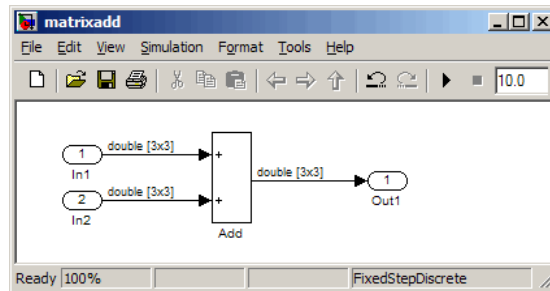 matrixadd
File Edit View Simulation Format Tools Help
10.0
1 double [3x3] +
In1
double [3x3] 1
Out1
2 double [3x3] +
In2
Add
Ready 100% FixedStepDiscrete